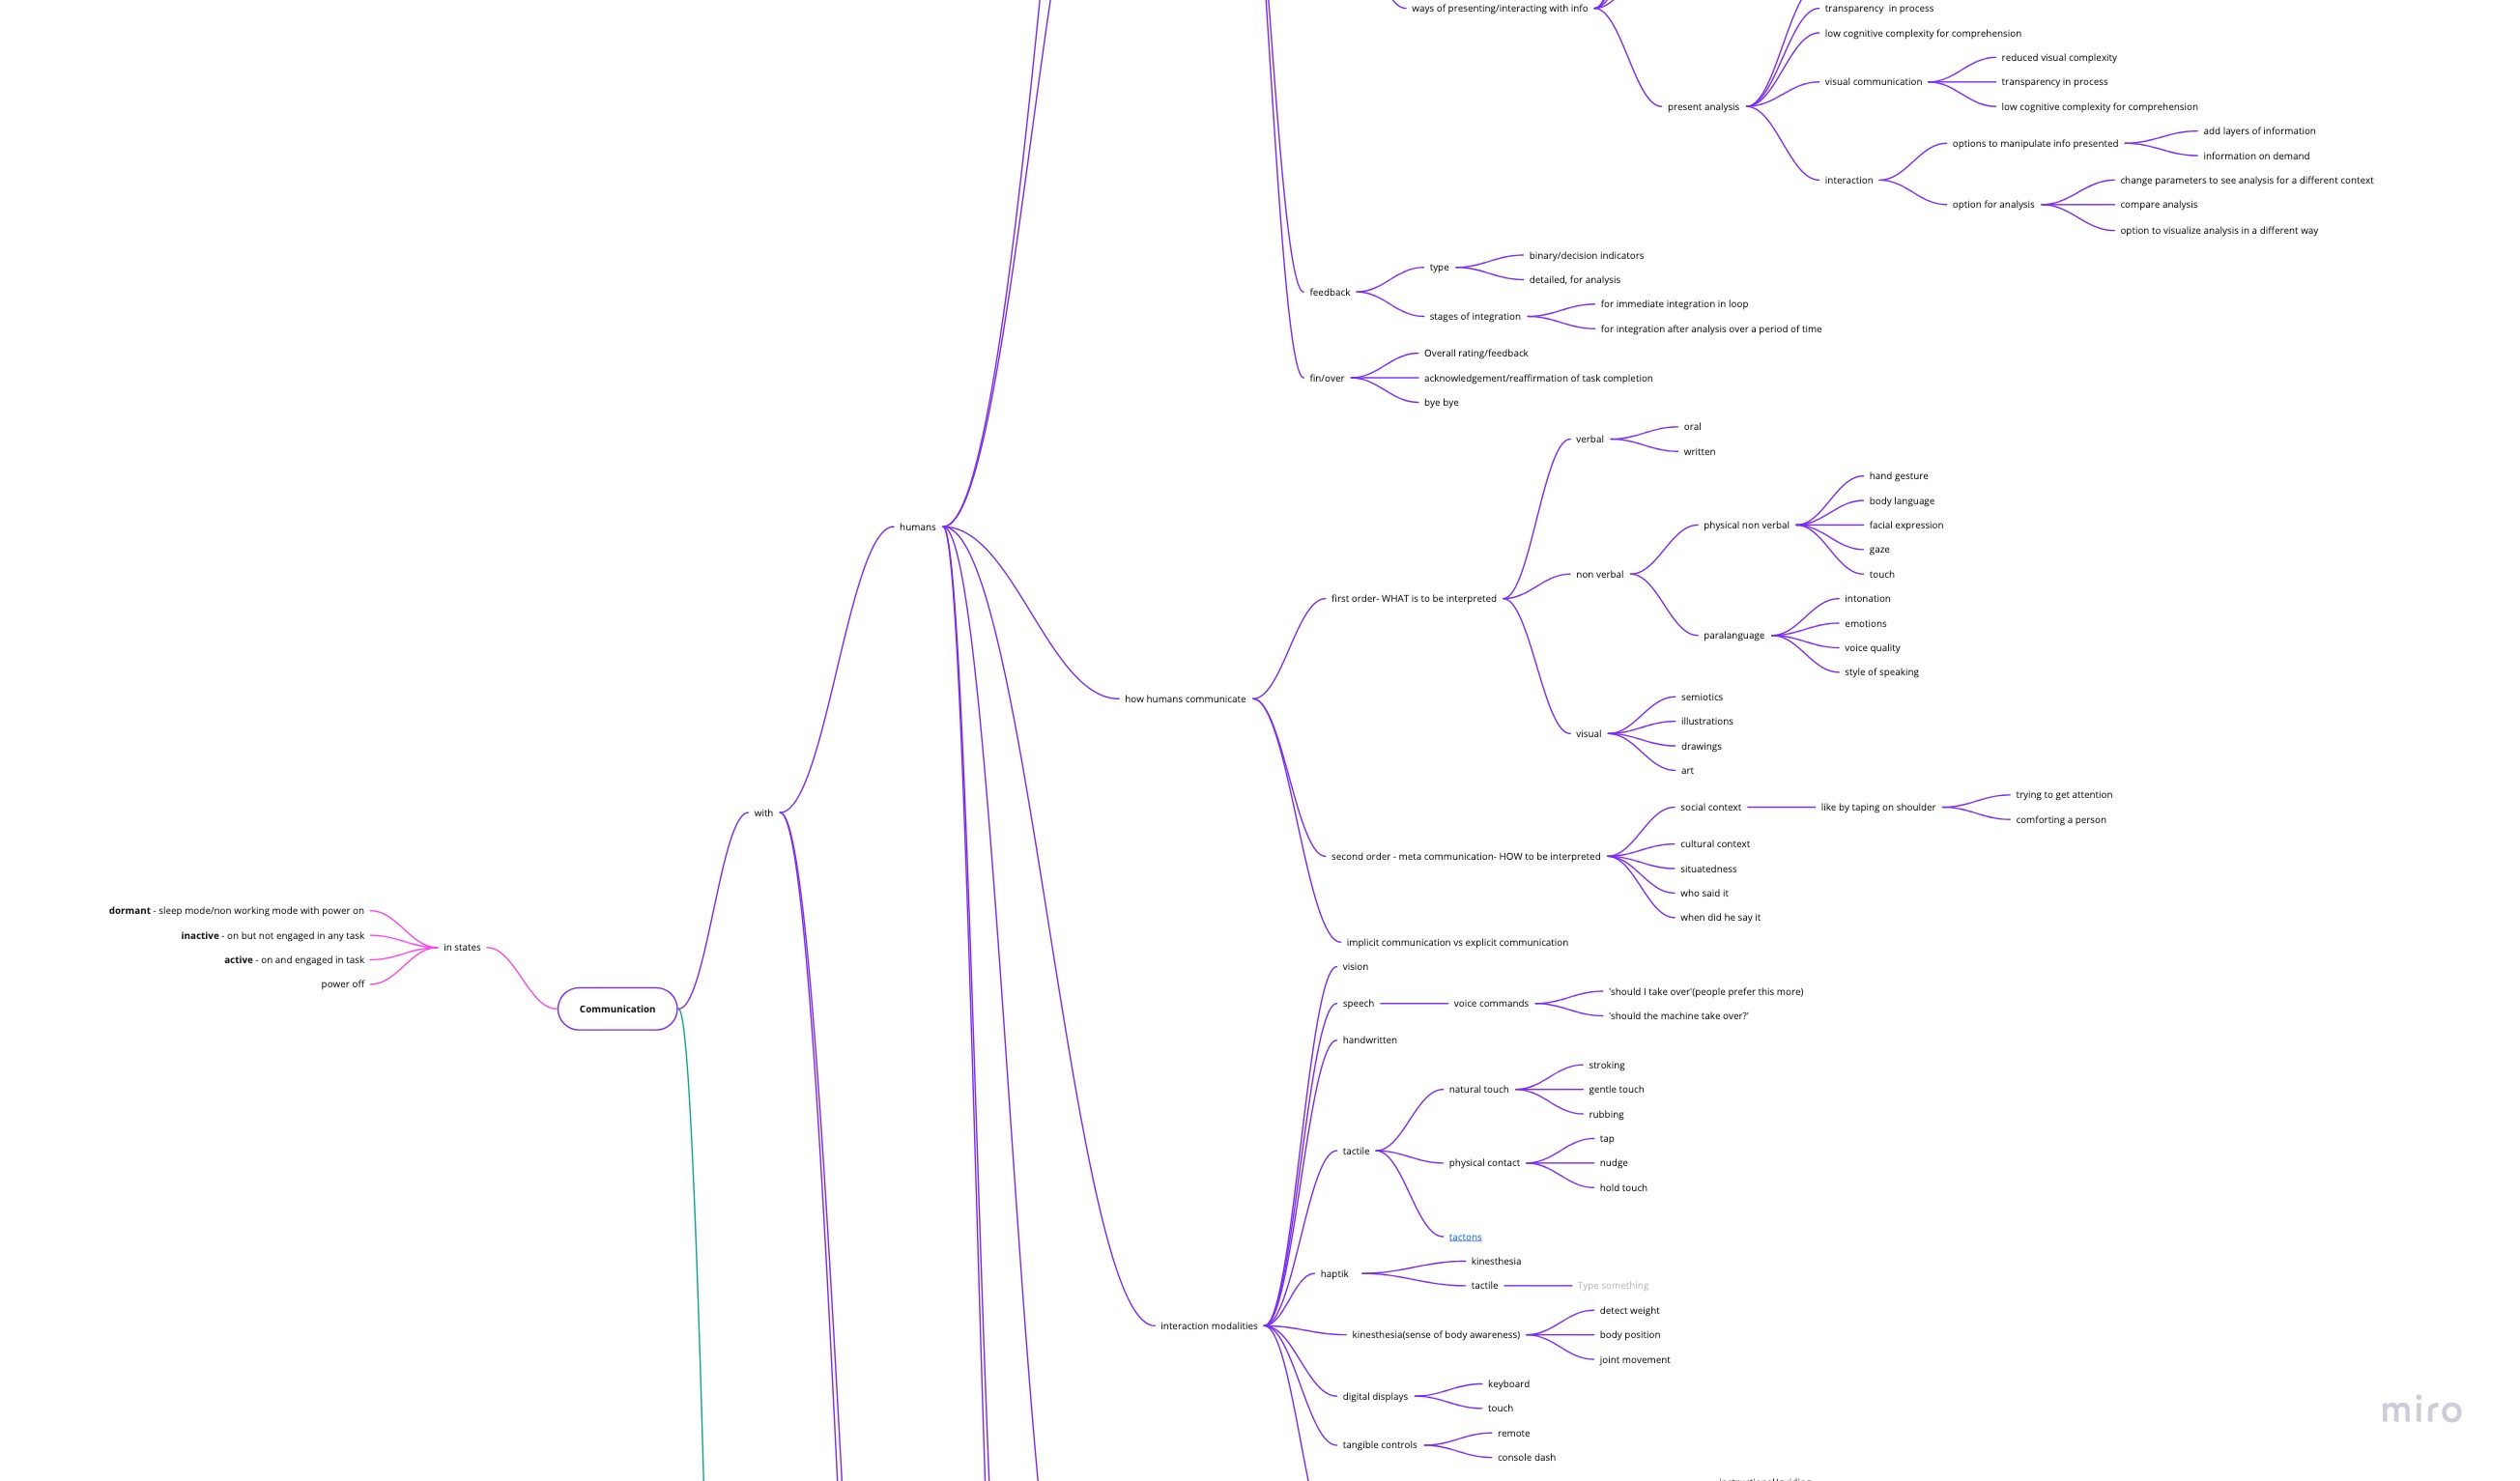 ways of presenting/interacting with info
transparency  in process
low cognitive complexity for comprehension
reduced visual complexity
visual communication
transparency in process
present analysis
low cognitive complexity for comprehension
add layers of information
options to manipulate info presented
information on demand
interaction
change parameters to see analysis for a different context
option for analysis
compare analysis
option to visualize analysis in a different way
binary/decision indicators
type
detailed, for analysis
feedback
for immediate integration in loop
stages of integration
for integration after analysis over a period of time
Overall rating/feedback
fin/over
acknowledgement/reaffirmation of task completion
bye bye
oral
verbal
written
hand gesture
body language
humans
physical non verbal
facial expression
gaze
non verbal
touch
first order- WHAT is to be interpreted
intonation
emotions
paralanguage
voice quality
style of speaking
how humans communicate
semiotics
illustrations
visual
drawings
art
trying to get attention
social context
like by taping on shoulder
with
comforting a person
cultural context
second order - meta communication- HOW to be interpreted
situatedness
who said it
when did he say it
implicit communication vs explicit communication
dormant - sleep mode/non working mode with power on
inactive - on but not engaged in any task
in states
active - on and engaged in task
power off
Communication
vision
'should I take over'(people prefer this more)
speech
voice commands
'should the machine take over?'
handwritten
stroking
natural touch
gentle touch
rubbing
tap
tactile
physical contact
nudge
hold touch
tactons
kinesthesia
haptik
tactile
Type something
detect weight
interaction modalities
kinesthesia(sense of body awareness)
body position
joint movement
keyboard
digital displays
touch
remote
tangible controls
console dash
miro